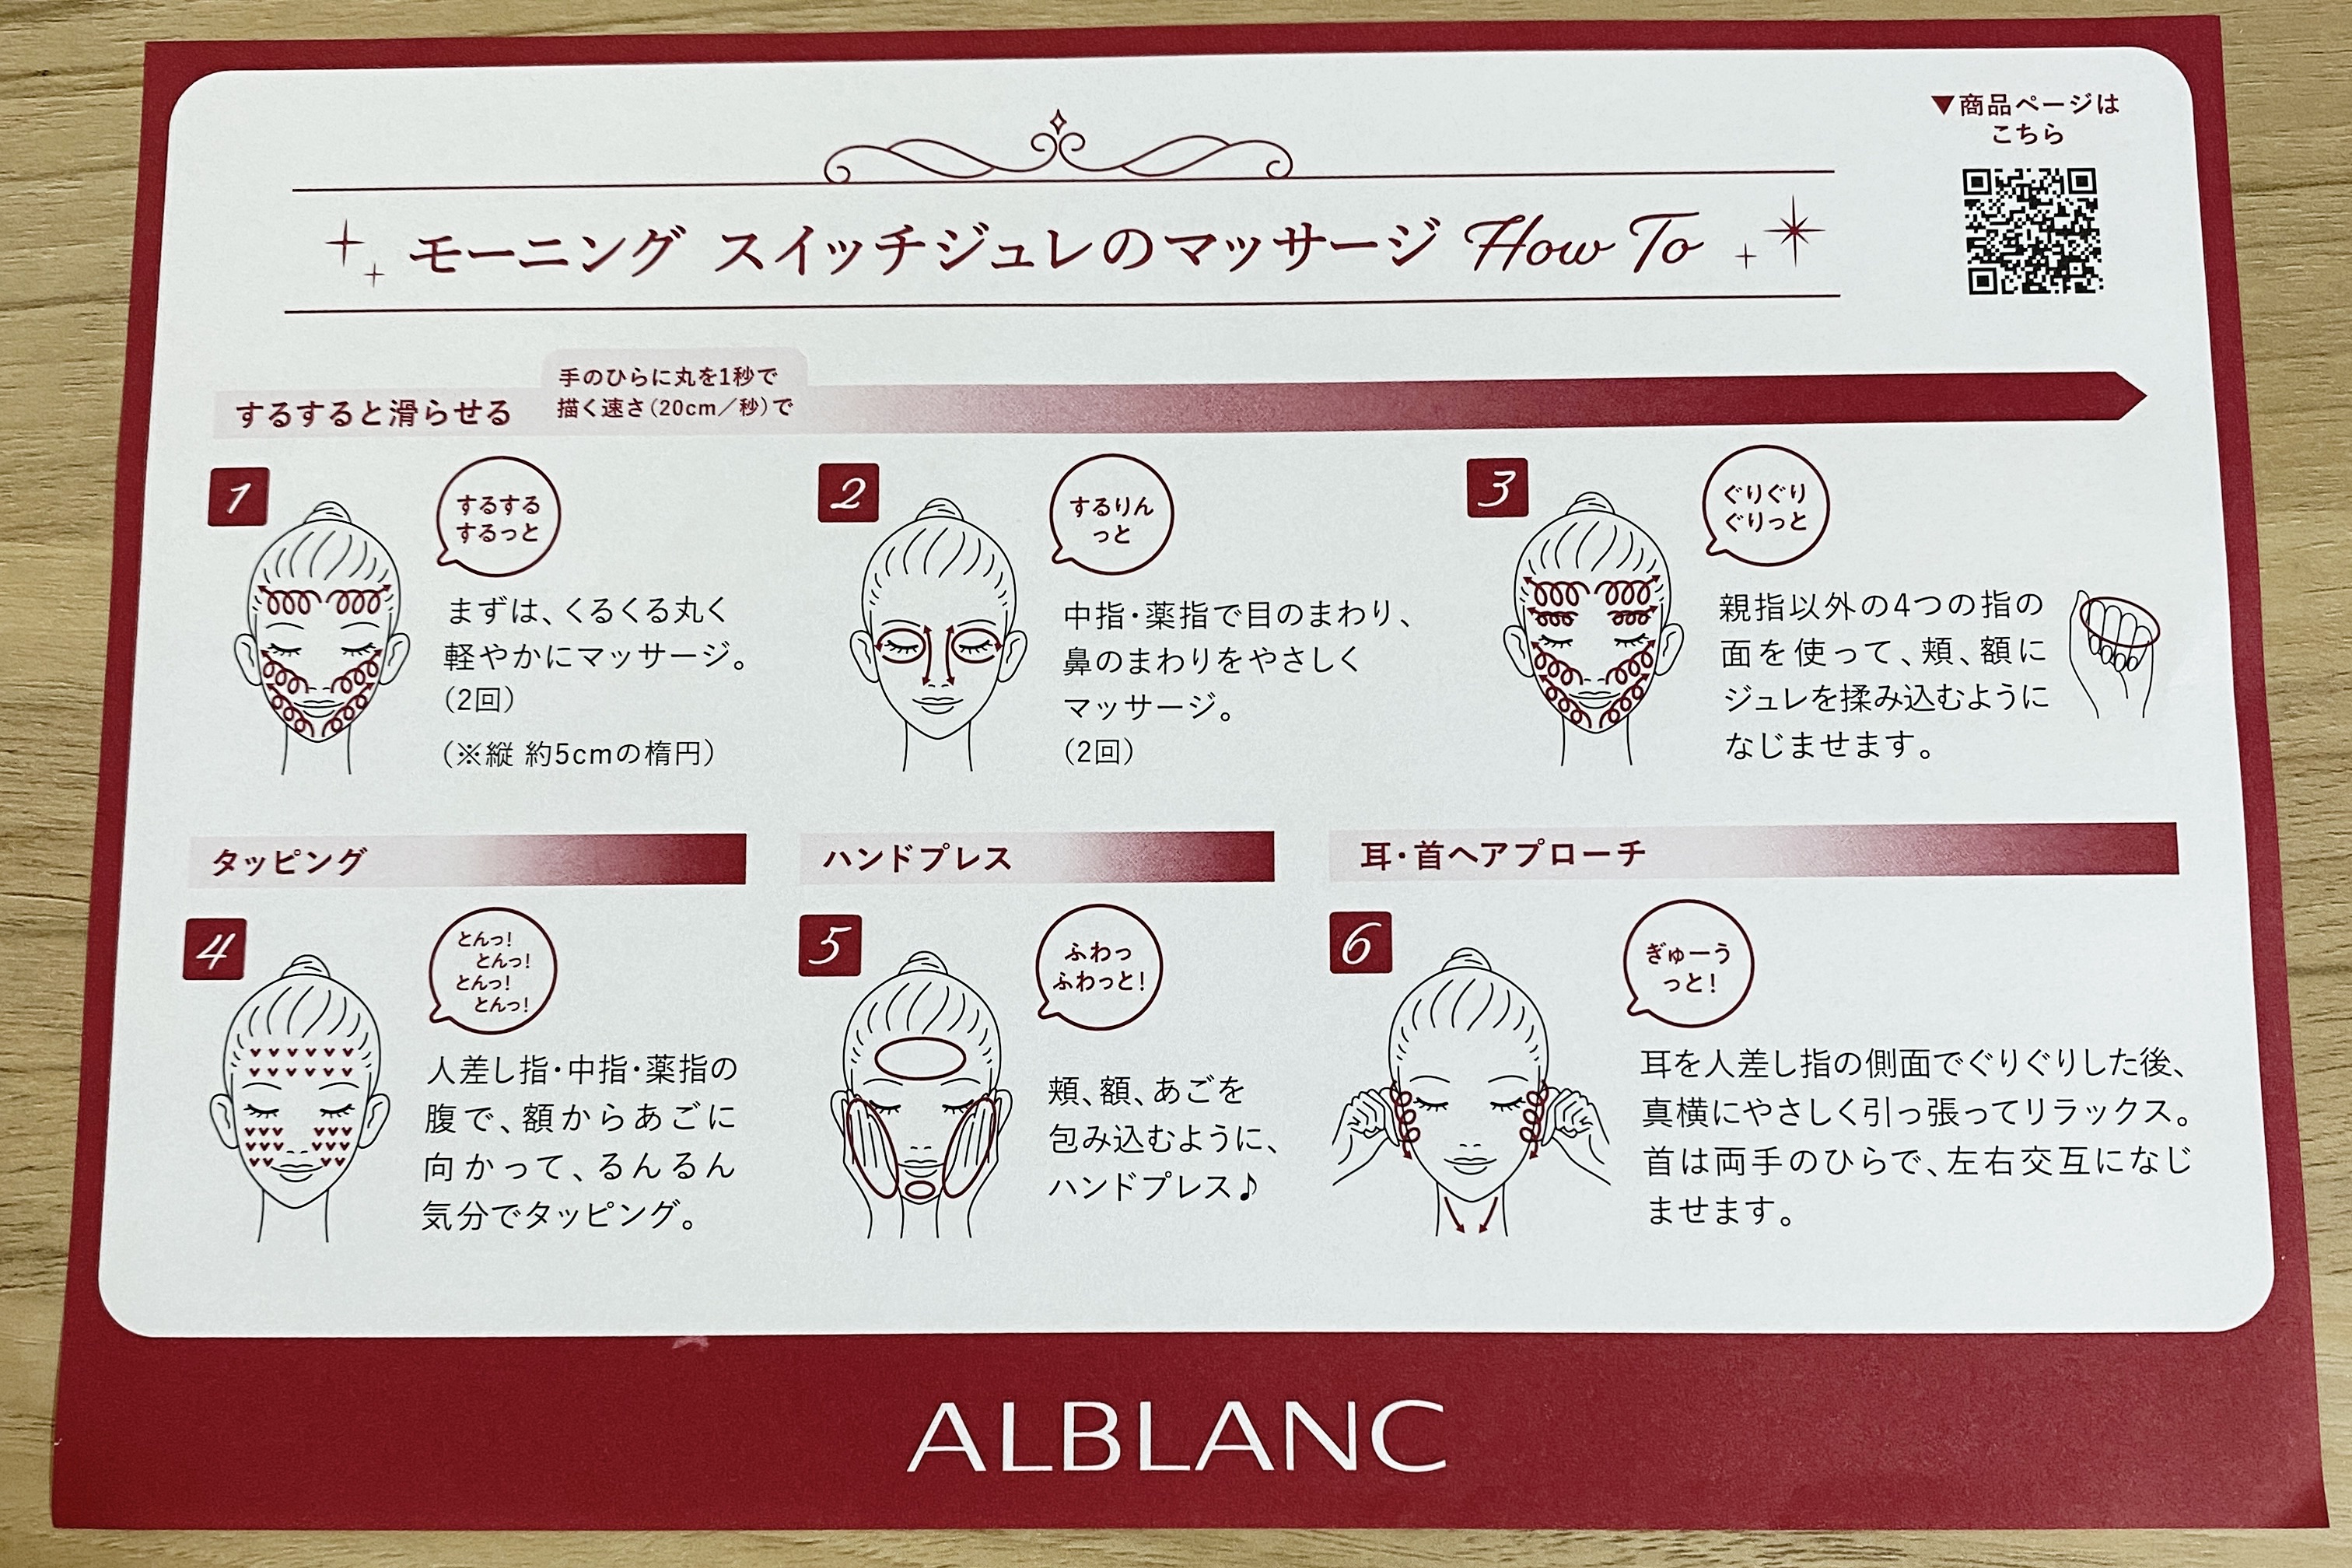 ▼商品ページは
こちら
モーニング スイッチジュレのマッサージ How To
するすると滑らせる
手のひらに丸を1秒で
描く速さ(20cm/秒)で
1
するする
するっと
まずは、くるくる丸く
軽やかにマッサージ。
(2回)
(※縦 約5cmの楕円)
2
するりん
っと
中指・薬指で目のまわり、
鼻のまわりをやさしく
マッサージ。
(2回)
3
ぐりぐり
ぐりっと
親指以外の4つの指の
面を使って、頬、額に
ジュレを揉み込むように
なじませます。
タッピング
4
とんっ!
とんっ!
とんっ!
とんっ!
人差し指・中指・薬指の
腹で、額からあごに
向かって、るんるん
気分でタッピング。
ハンドプレス
5
ふわっ
ふわっと!
頬、額、あごを
包み込むように、
ハンドプレス♪
耳・首へアプローチ
6
ぎゅーう
っと!
耳を人差し指の側面でぐりぐりした後、
真横にやさしく引っ張ってリラックス。
首は両手のひらで、左右交互になじ
ませます。
ALBLANC